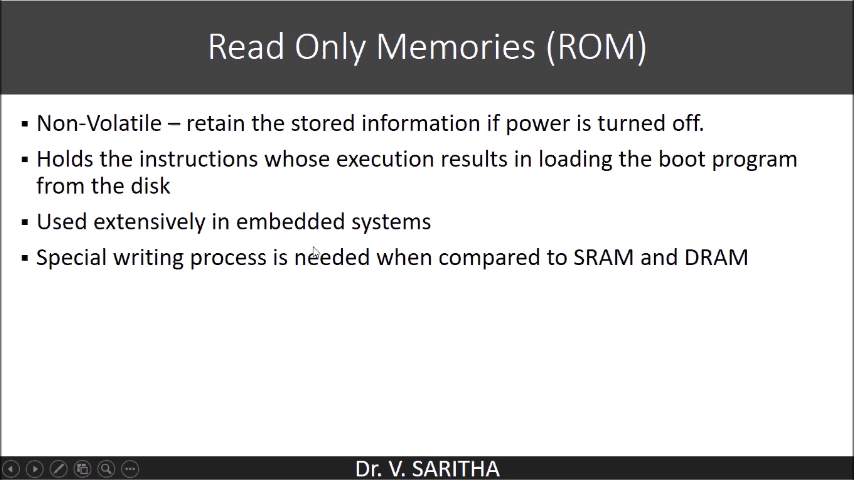 Read Only Memories (ROM)
▪ Non-Volatile – retain the stored information if power is turned off.
▪ Holds the instructions whose execution results in loading the boot program
from the disk
▪ Used extensively in embedded systems
▪ Special writing process is needed when compared to SRAM and DRAM
Dr. V. SARITHA